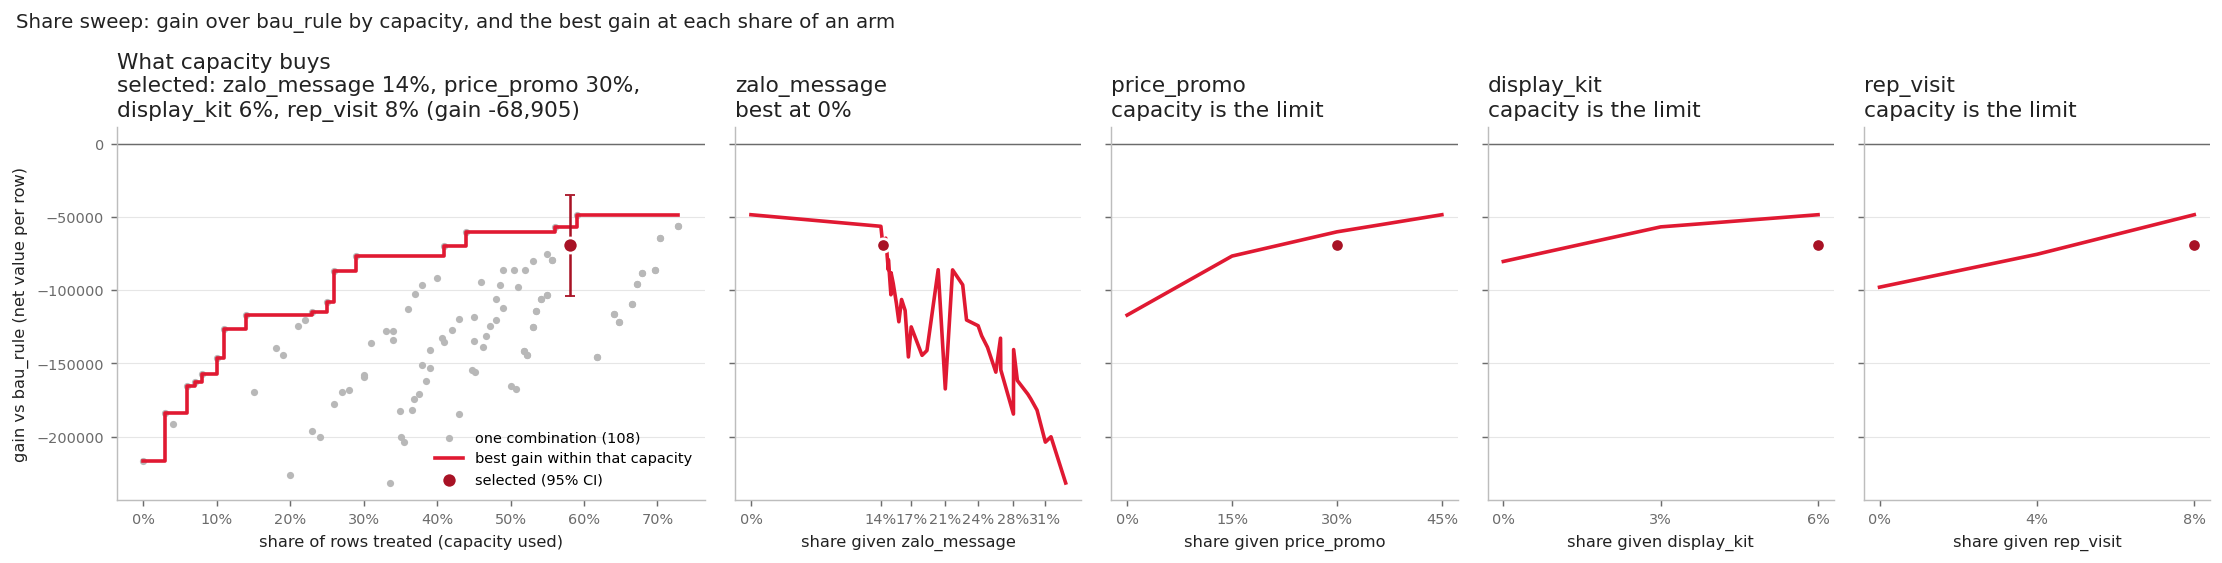 Share sweep: gain over bau_rule by capacity, and the best gain at each share of an arm
What capacity buys
selected: zalo_message 14%, price_promo 30%,
display_kit 6%, rep_visit 8% (gain -68,905)
gain vs bau_rule (net value per row)
0
−50000
−100000
−150000
−200000
one combination (108)
best gain within that capacity
selected (95% CI)
0% 10% 20% 30% 40% 50% 60% 70%
share of rows treated (capacity used)
zalo_message
best at 0%
0% 14% 17% 21% 24% 28% 31%
share given zalo_message
price_promo
capacity is the limit
0% 15% 30% 45%
share given price_promo
display_kit
capacity is the limit
0% 3% 6%
share given display_kit
rep_visit
capacity is the limit
0% 4% 8%
share given rep_visit